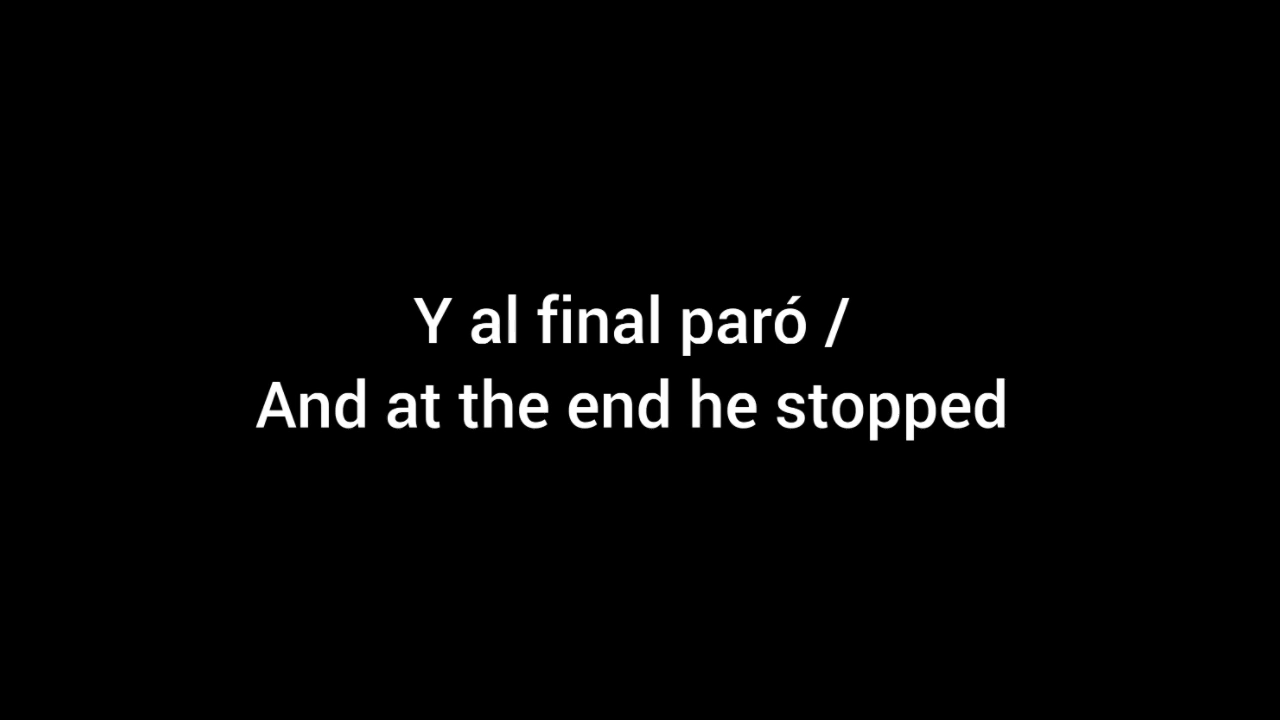 Y al final paró /
And at the end he stopped